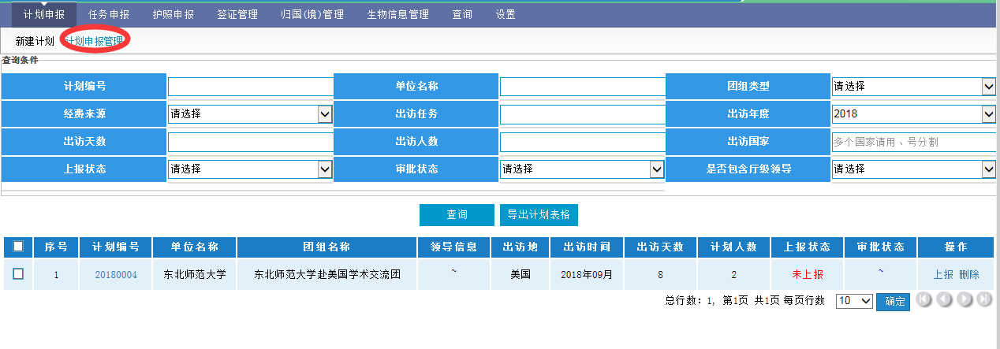 计划申报 任务申报 护照申报 签证管理 归国(境)管理 生物信息管理 查询 设置
新建计划 计划申报管理
查询条件
计划编号 单位名称 团组类型 请选择
经费来源 请选择 出访任务 出访年度 2018
出访天数 出访人数 出访国家 多个国家请用、号分割
上报状态 请选择 审批状态 请选择 是否包含厅级领导 请选择
查询 导出计划表格
序号 计划编号 单位名称 团组名称 领导信息 出访地 出访时间 出访天数 计划人数 上报状态 审批状态 操作
1 20180004 东北师范大学 东北师范大学赴美国学术交流团 ~ 美国 2018年09月 8 2 未上报 ~ 上报 删除
总行数：1, 第1页 共1页 每页行数 10 确定